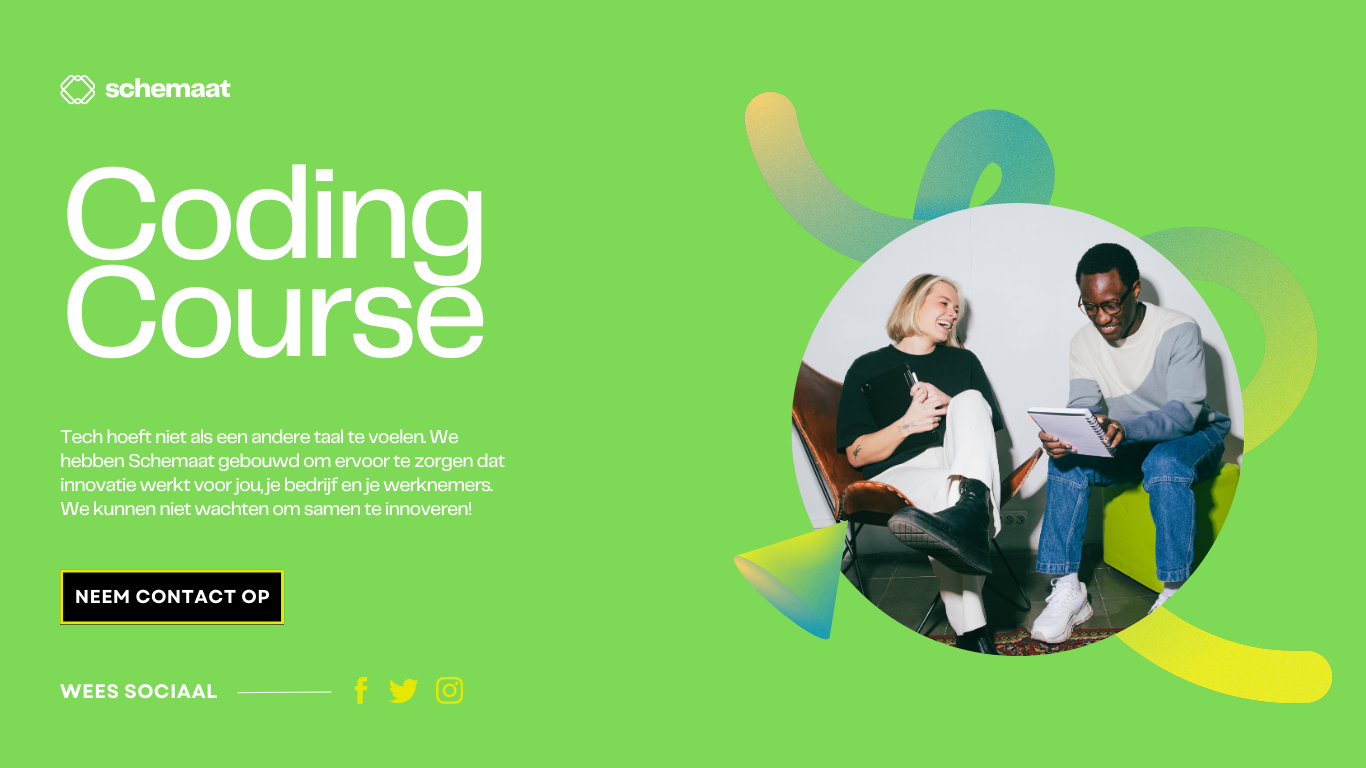 schemaat
Coding
Course
Tech hoeft niet als een andere taal te voelen. We
hebben Schemaat gebouwd om ervoor te zorgen dat
innovatie werkt voor jou, je bedrijf en je werknemers.
We kunnen niet wachten om samen te innoveren!
NEEM CONTACT OP
WEES SOCIAAL